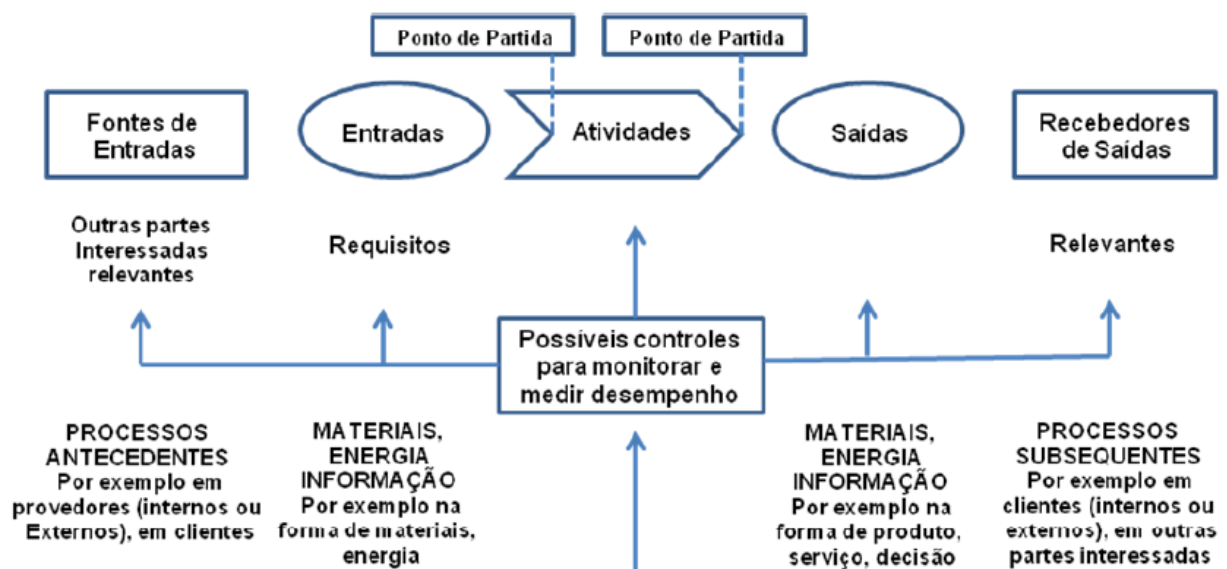 Ponto de Partida
Ponto de Partida
Fontes de
Entradas
Entradas
Atividades
Saídas
Recebedores
de Saídas
Outras partes
Interessadas
relevantes
Requisitos
Relevantes
Possíveis controles
para monitorar e
medir desempenho
PROCESSOS
ANTECEDENTES
Por exemplo em
provedores (internos ou
Externos), em clientes
MATERIAIS,
ENERGIA
INFORMAÇÃO
Por exemplo na
forma de materiais,
energia
MATERIAIS,
ENERGIA
INFORMAÇÃO
Por exemplo na
forma de produto,
serviço, decisão
PROCESSOS
SUBSEQUENTES
Por exemplo em
clientes (internos ou
externos), em outras
partes interessadas